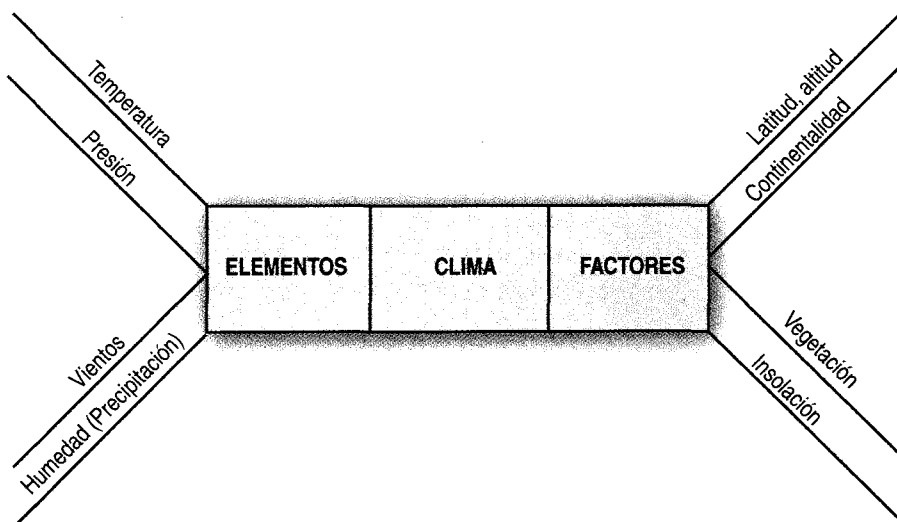 Temperatura
Presión
Latitud, altitud
Continentalidad
ELEMENTOS
CLIMA
FACTORES
Vientos
Humedad (Precipitación)
Vegetación
Insolación